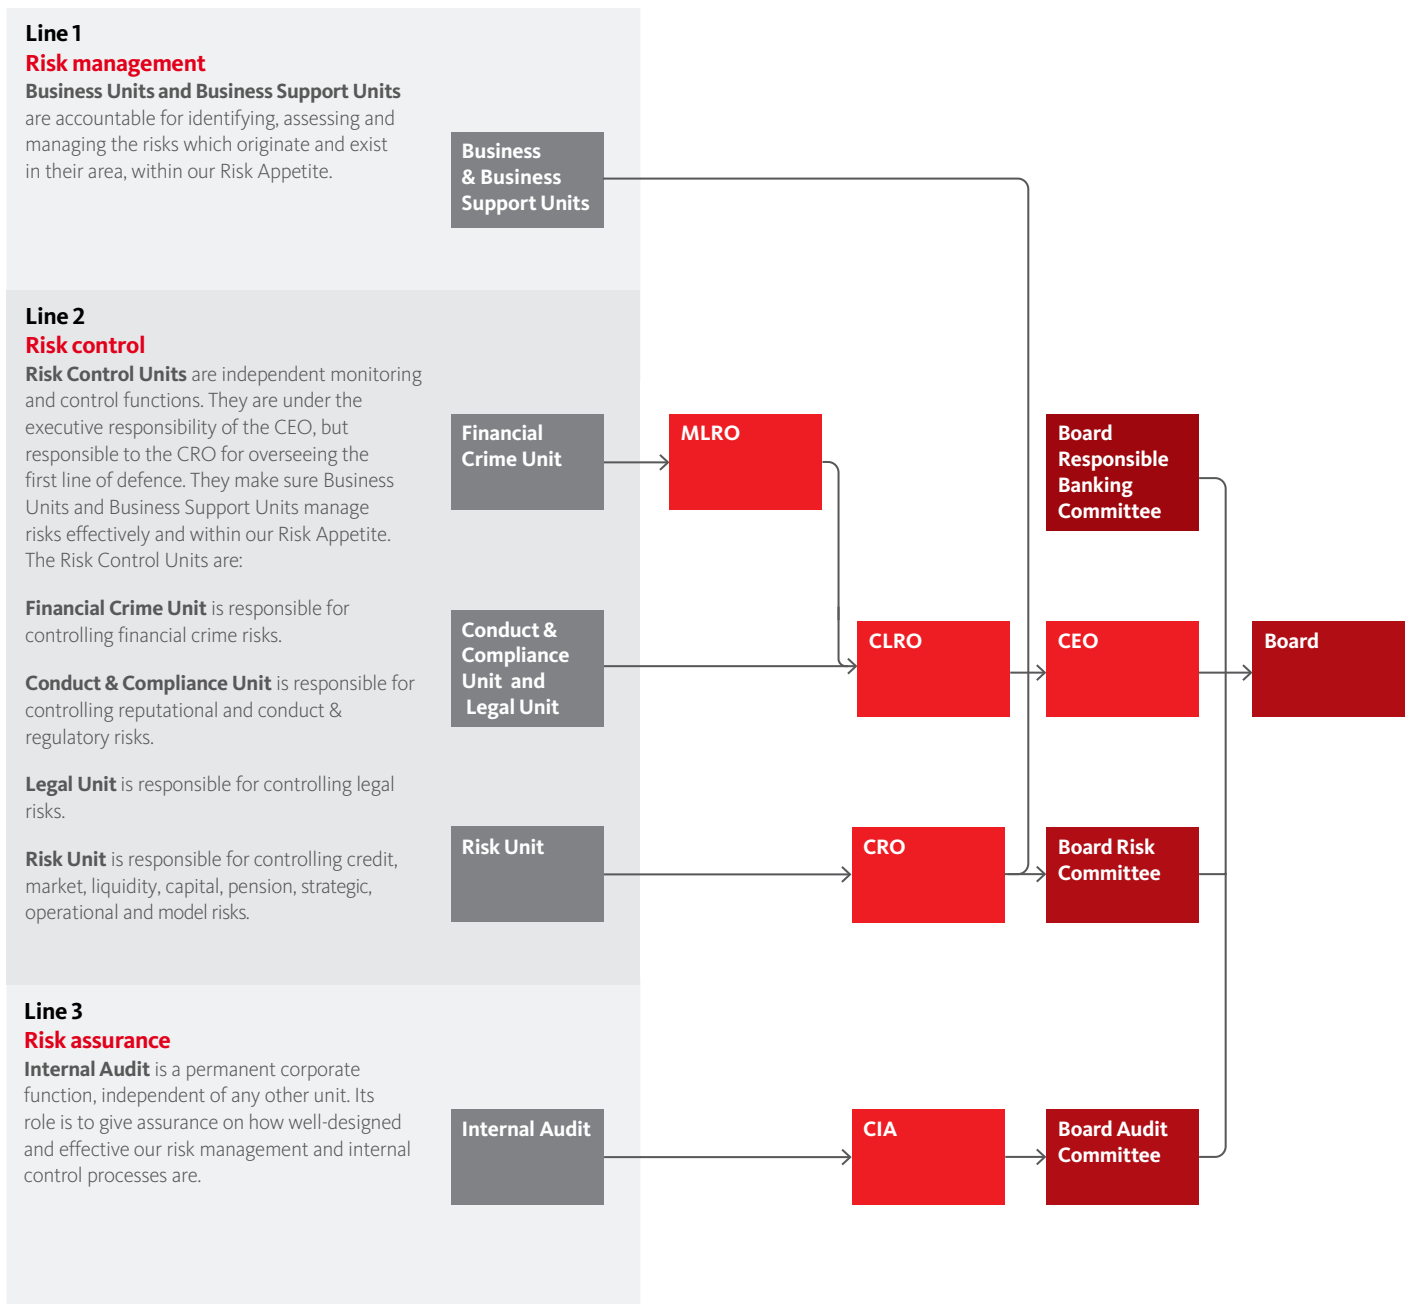 Line 1
Risk management
Business Units and Business Support Units
are accountable for identifying, assessing and
managing the risks which originate and exist
in their area, within our Risk Appetite.
Business
& Business
Support Units
Line 2
Risk control
Risk Control Units are independent monitoring
and control functions. They are under the
executive responsibility of the CEO, but
responsible to the CRO for overseeing the
first line of defence. They make sure Business
Units and Business Support Units manage
risks effectively and within our Risk Appetite.
The Risk Control Units are:
Financial Crime Unit is responsible for
controlling financial crime risks.
Conduct & Compliance Unit is responsible for
controlling reputational and conduct &
regulatory risks.
Legal Unit is responsible for controlling legal
risks.
Risk Unit is responsible for controlling credit,
market, liquidity, capital, pension, strategic,
operational and model risks.
Financial
Crime Unit
MLRO
Board
Responsible
Banking
Committee
Conduct &
Compliance
Unit and
Legal Unit
CLRO
CEO
Board
Risk Unit
CRO
Board Risk
Committee
Line 3
Risk assurance
Internal Audit is a permanent corporate
function, independent of any other unit. Its
role is to give assurance on how well-designed
and effective our risk management and internal
control processes are.
Internal Audit
CIA
Board Audit
Committee